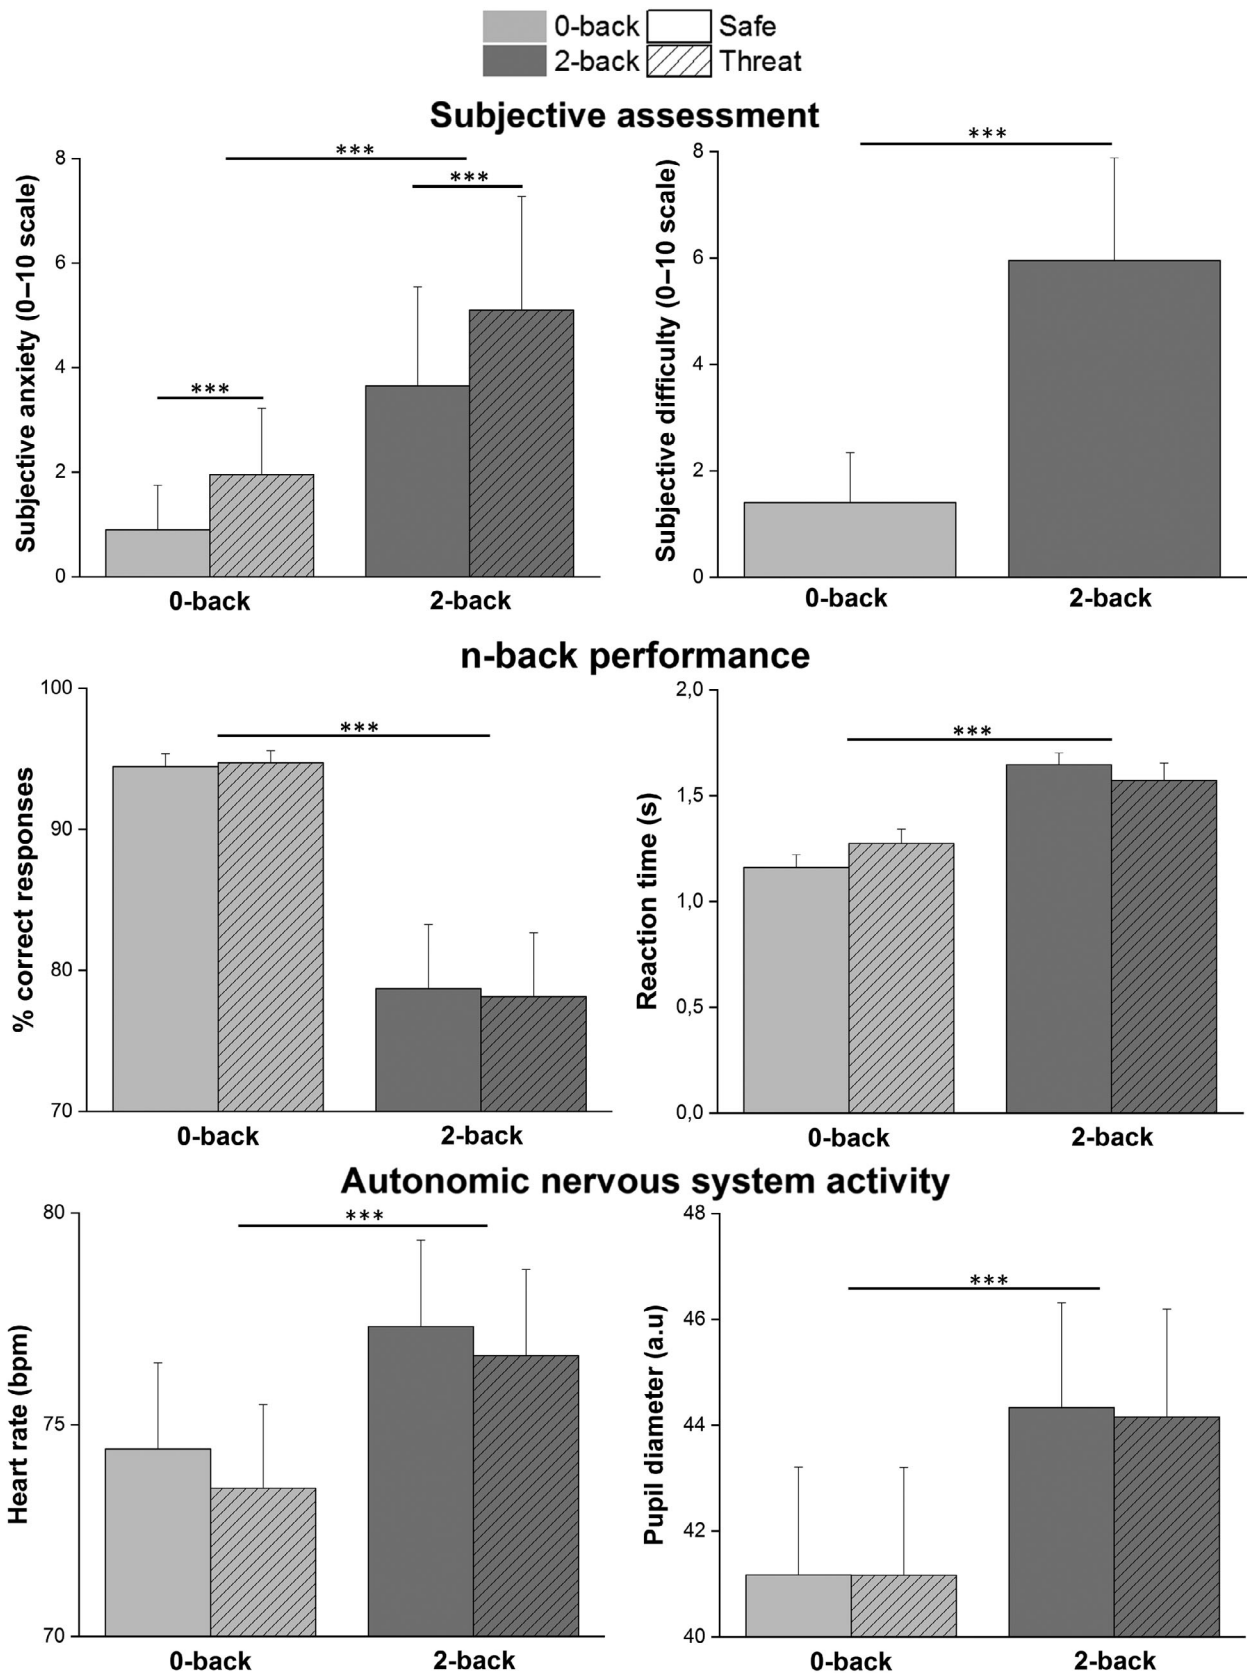 0-back Safe
2-back Threat
Subjective assessment
Subjective anxiety (0–10 scale)
8
6
4
2
0
***
***
***
0-back 2-back
Subjective difficulty (0–10 scale)
8
6
4
2
0
***
0-back 2-back
n-back performance
% correct responses
100
90
80
70
***
0-back 2-back
Reaction time (s)
2,0
1,5
1,0
0,5
0,0
***
0-back 2-back
Autonomic nervous system activity
Heart rate (bpm)
80
75
70
***
0-back 2-back
Pupil diameter (a.u)
48
46
44
42
40
***
0-back 2-back